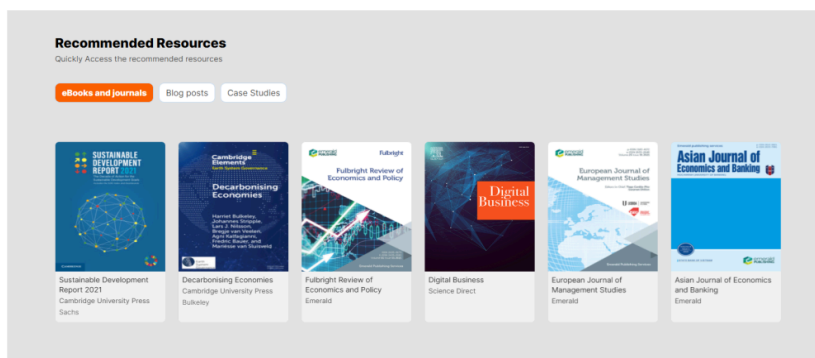 Recommended Resources
Quickly Access the recommended resources
eBooks and journals
Blog posts
Case Studies
SUSTAINABLE
DEVELOPMENT
REPORT 2021
Cambridge
Elements
Earth System Governance
Decarbonising
Economies
Harriet Bulkeley,
Johannes Stripple,
Lars J. Nilsson,
Bregje van Veelen,
Agni Kalfagianni,
Fredric Bauer, and
Mariësse van Sluisveld
Fulbright
Fulbright Review of
Economics and Policy
Digital
Business
European Journal of
Management Studies
Asian Journal of
Economics and Banking
Sustainable Development
Report 2021
Cambridge University Press
Sachs
Decarbonising Economies
Cambridge University Press
Bulkeley
Fulbright Review of
Economics and Policy
Emerald
Digital Business
Science Direct
European Journal of
Management Studies
Emerald
Asian Journal of Economics
and Banking
Emerald